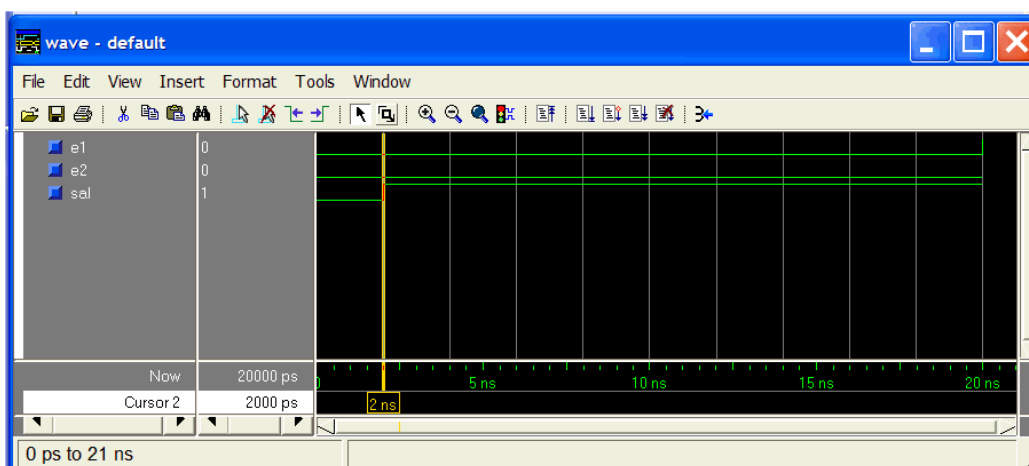 wave - default
File Edit View Insert Format Tools Window
e1 0
e2 0
sal 1
Now 20000 ps
0 5 ns 10 ns 15 ns 20 ns
Cursor 2 2000 ps
2 ns
0 ps to 21 ns